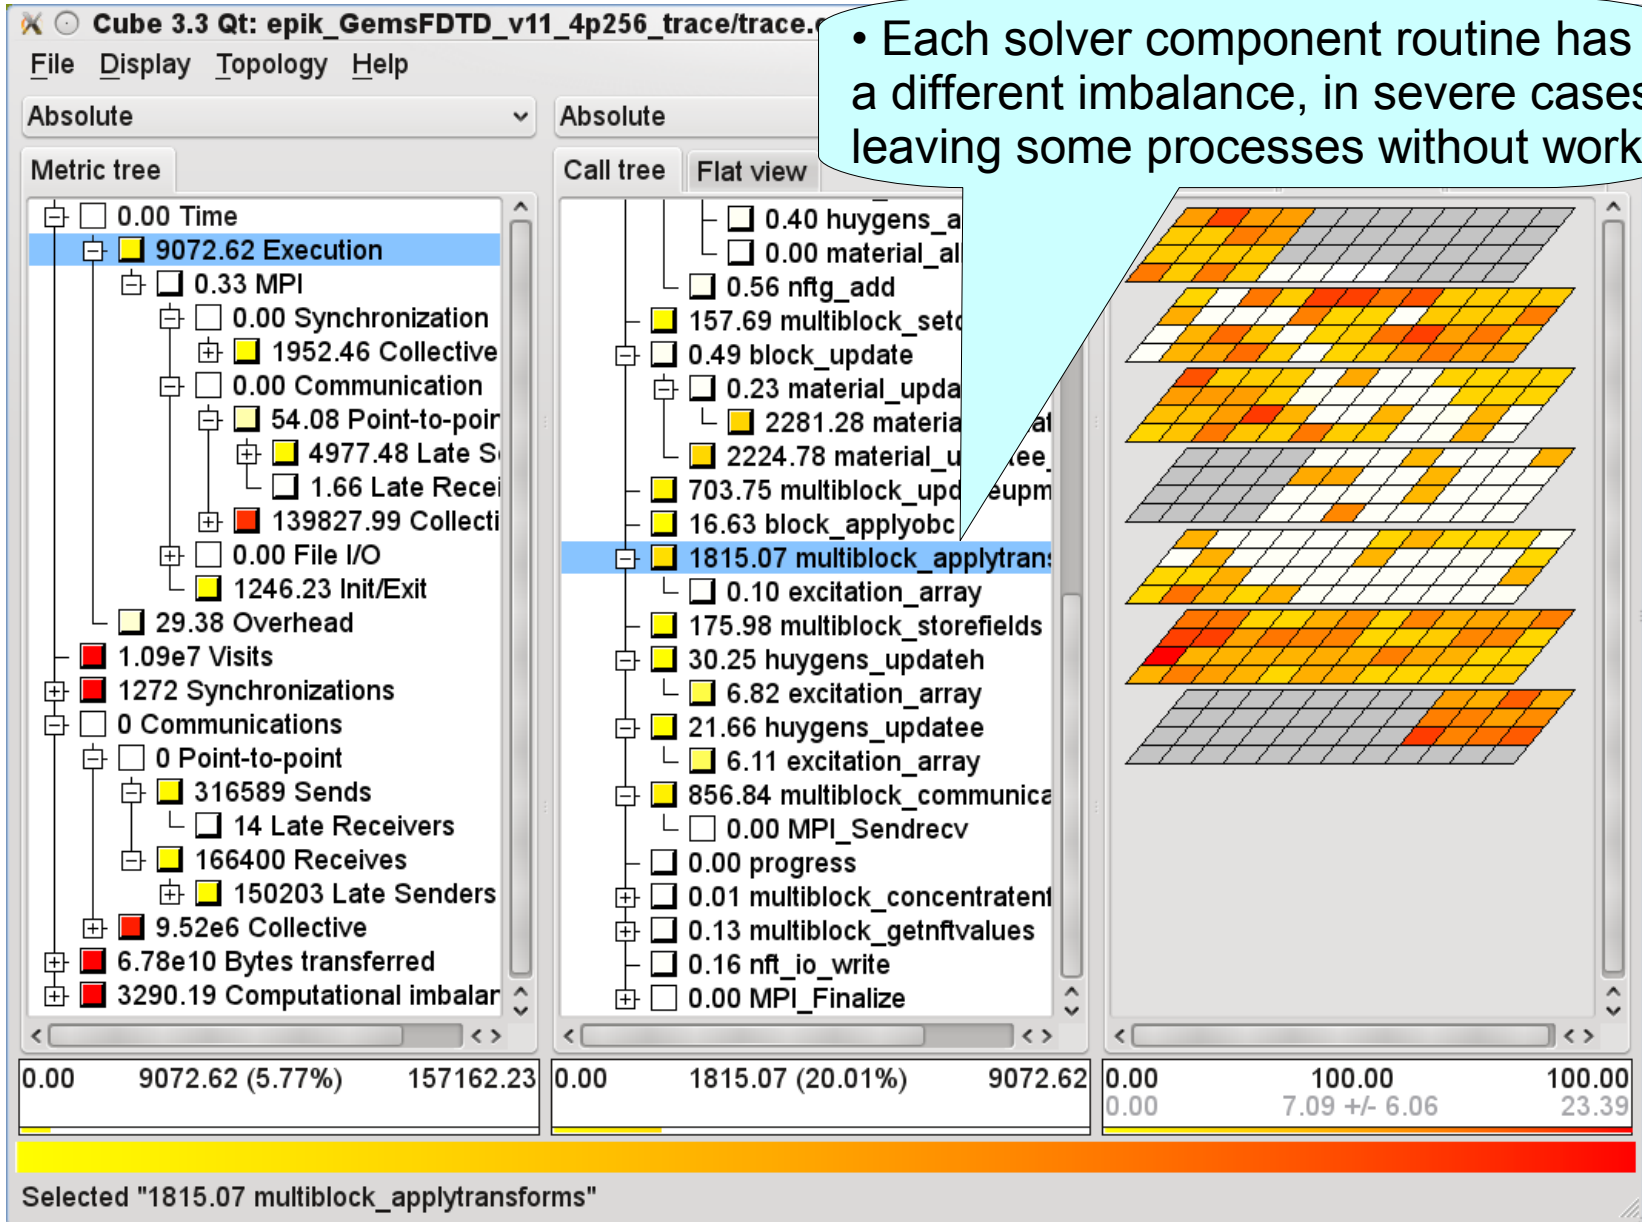 Cube 3.3 Qt: epik_GemsFDTD_v11_4p256_trace/trace.c
File Display Topology Help
• Each solver component routine has
a different imbalance, in severe cases
leaving some processes without work
Absolute
Absolute
Metric tree
Call tree
Flat view
0.00 Time
9072.62 Execution
0.33 MPI
0.00 Synchronization
1952.46 Collective
0.00 Communication
54.08 Point-to-poin
4977.48 Late S
1.66 Late Recei
139827.99 Collecti
0.00 File I/O
1246.23 Init/Exit
29.38 Overhead
1.09e7 Visits
1272 Synchronizations
0 Communications
0 Point-to-point
316589 Sends
14 Late Receivers
166400 Receives
150203 Late Senders
9.52e6 Collective
6.78e10 Bytes transferred
3290.19 Computational imbalan
0.40 huygens_a
0.00 material_al
0.56 nftg_add
157.69 multiblock_setc
0.49 block_update
0.23 material_upda
2281.28 materia at
2224.78 material_u ee_
703.75 multiblock_upd eupm
16.63 block_applyobc
1815.07 multiblock_applytrans
0.10 excitation_array
175.98 multiblock_storefields
30.25 huygens_updateh
6.82 excitation_array
21.66 huygens_updatee
6.11 excitation_array
856.84 multiblock_communica
0.00 MPI_Sendrecv
0.00 progress
0.01 multiblock_concentratenf
0.13 multiblock_getnftvalues
0.16 nft_io_write
0.00 MPI_Finalize
0.00 9072.62 (5.77%) 157162.23
0.00 1815.07 (20.01%) 9072.62
0.00 100.00 100.00
0.00 7.09 +/- 6.06 23.39
Selected "1815.07 multiblock_applytransforms"